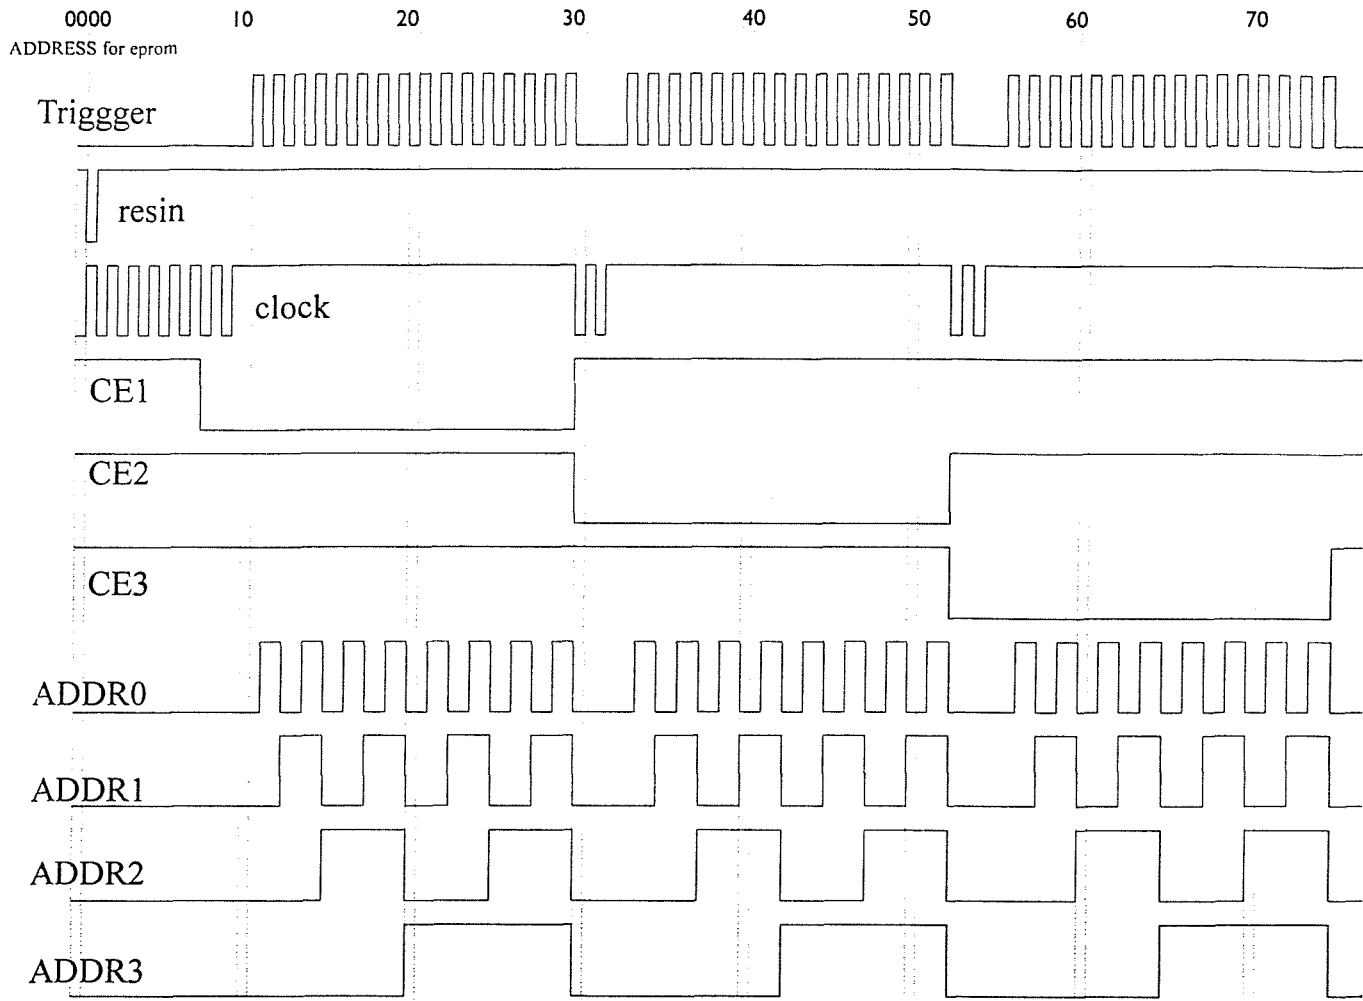 0000 10 20 30 40 50 60 70
ADDRESS for eprom
Triggger
resin
clock
CE1
CE2
CE3
ADDR0
ADDR1
ADDR2
ADDR3